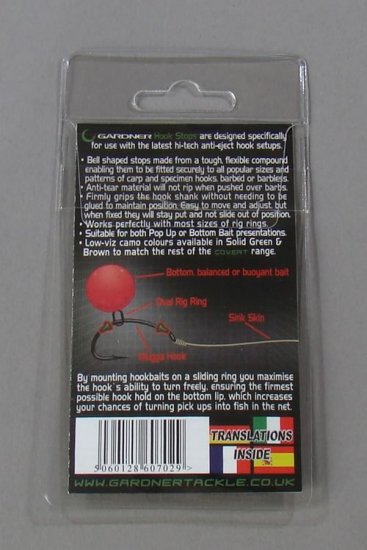 GARDNER Hook Stops are designed specifically
for use with the latest hi-tech anti-eject hook setups.
• Bell shaped stops made from a tough, flexible compound
enabling them to be fitted securely to all popular sizes and
patterns of carp and specimen hooks, barbed or barbless.
• Anti-tear material will not rip when pushed over barbs.
• Firmly grips the hook shank without needing to be
glued to maintain position. Easy to move and adjust, but
when fixed they will stay put and not slide out of position.
• Works perfectly with most sizes of rig rings.
• Suitable for both Pop Up or Bottom Bait presentations.
• Low-viz camo colours available in Solid Green &
Brown to match the rest of the COVERT range.
Bottom, balanced or buoyant bait
Oval Rig Ring
Sink Skin
Mugga Hook
By mounting hookbaits on a sliding ring you maximise
the hook's ability to turn freely, ensuring the firmest
possible hook hold on the bottom lip, which increases
your chances of turning pick ups into fish in the net.
5060128607029>
TRANSLATIONS
INSIDE
WWW.GARDNERTACKLE.CO.UK